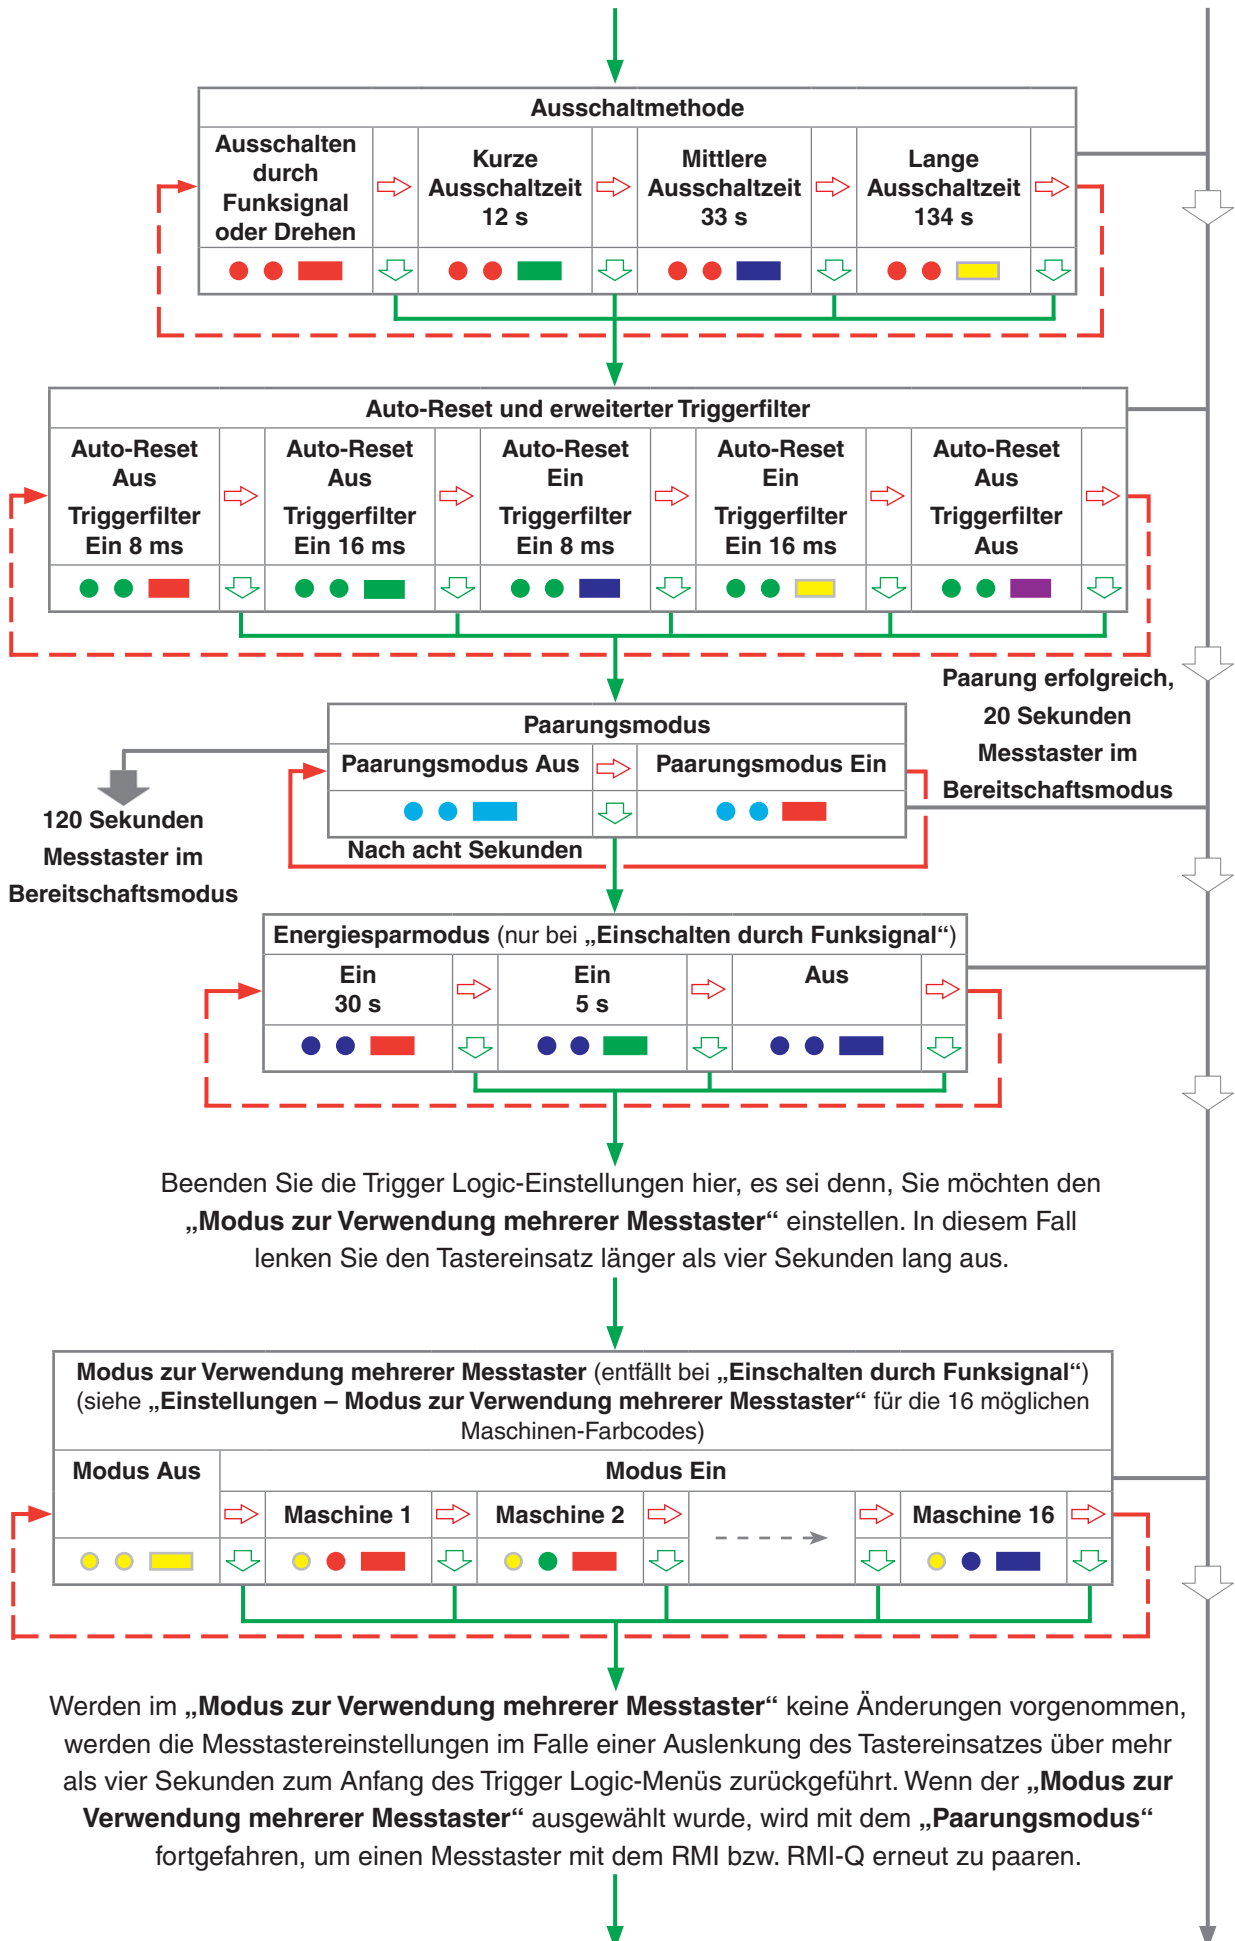 Ausschaltmethode
Ausschalten
durch
Funksignal
oder Drehen
Kurze
Ausschaltzeit
12 s
Mittlere
Ausschaltzeit
33 s
Lange
Ausschaltzeit
134 s
Auto-Reset und erweiterter Triggerfilter
Auto-Reset
Aus
Triggerfilter
Ein 8 ms
Auto-Reset
Aus
Triggerfilter
Ein 16 ms
Auto-Reset
Ein
Triggerfilter
Ein 8 ms
Auto-Reset
Ein
Triggerfilter
Ein 16 ms
Auto-Reset
Aus
Triggerfilter
Aus
Paarung erfolgreich,
20 Sekunden
Messtaster im
Bereitschaftsmodus
Paarungsmodus
Paarungsmodus Aus
Paarungsmodus Ein
Nach acht Sekunden
120 Sekunden
Messtaster im
Bereitschaftsmodus
Energiesparmodus (nur bei „Einschalten durch Funksignal“)
Ein
30 s
Ein
5 s
Aus
Beenden Sie die Trigger Logic-Einstellungen hier, es sei denn, Sie möchten den
„Modus zur Verwendung mehrerer Messtaster“ einstellen. In diesem Fall
lenken Sie den Tastereinsatz länger als vier Sekunden lang aus.
Modus zur Verwendung mehrerer Messtaster (entfällt bei „Einschalten durch Funksignal“)
(siehe „Einstellungen – Modus zur Verwendung mehrerer Messtaster“ für die 16 möglichen
Maschinen-Farbcodes)
Modus Aus
Modus Ein
Maschine 1
Maschine 2
Maschine 16
Werden im „Modus zur Verwendung mehrerer Messtaster“ keine Änderungen vorgenommen,
werden die Messtastereinstellungen im Falle einer Auslenkung des Tastereinsatzes über mehr
als vier Sekunden zum Anfang des Trigger Logic-Menüs zurückgeführt. Wenn der „Modus zur
Verwendung mehrerer Messtaster“ ausgewählt wurde, wird mit dem „Paarungsmodus“
fortgefahren, um einen Messtaster mit dem RMI bzw. RMI-Q erneut zu paaren.